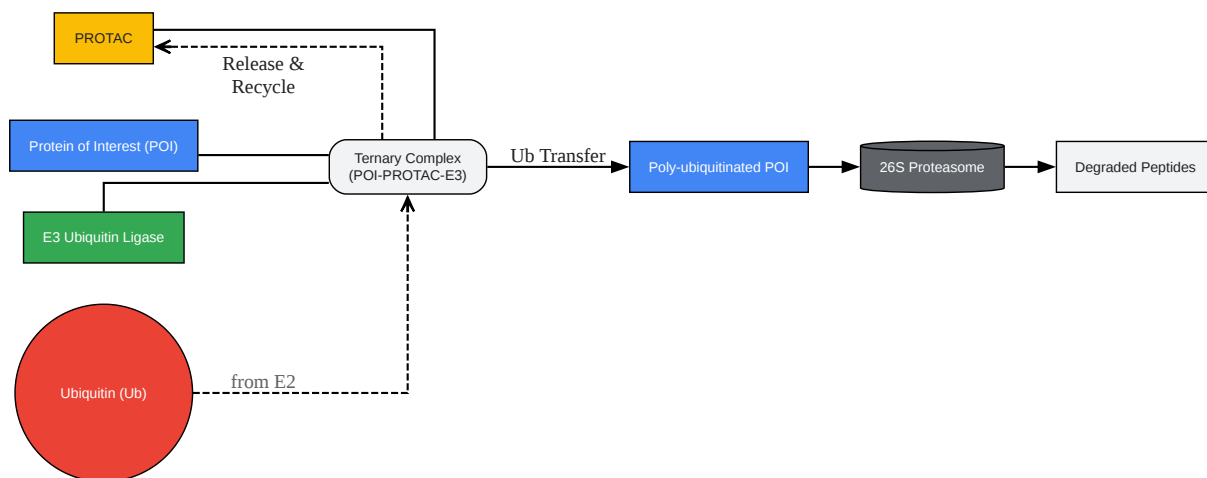 PROTAC
Release &
Recycle
Protein of Interest (POI)
Ternary Complex
(POI-PROTAC-E3)
Ub Transfer
Poly-ubiquitinated POI
26S Proteasome
Degraded Peptides
E3 Ubiquitin Ligase
Ubiquitin (Ub)
from E2